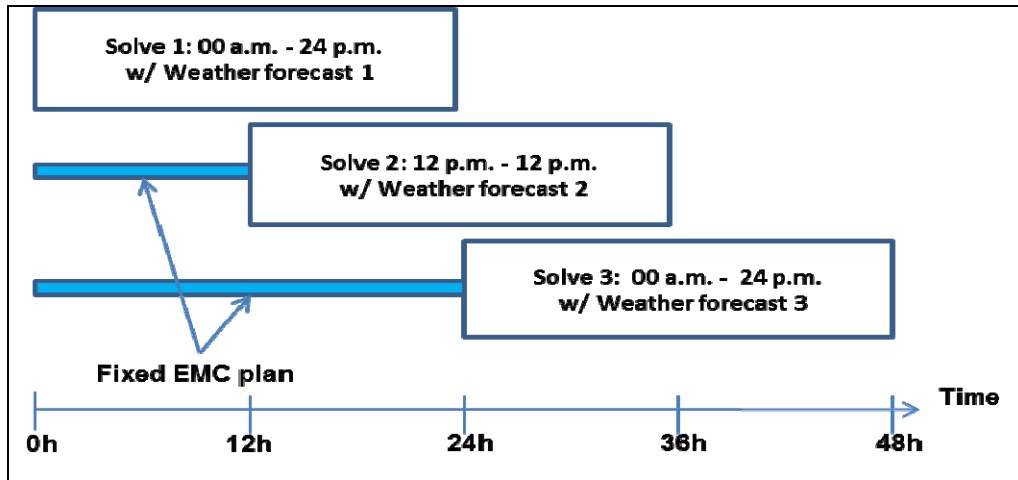 Solve 1: 00 a.m. - 24 p.m.
w/ Weather forecast 1
Solve 2: 12 p.m. - 12 p.m.
w/ Weather forecast 2
Solve 3: 00 a.m. - 24 p.m.
w/ Weather forecast 3
Fixed EMC plan
Time
0h
12h
24h
36h
48h